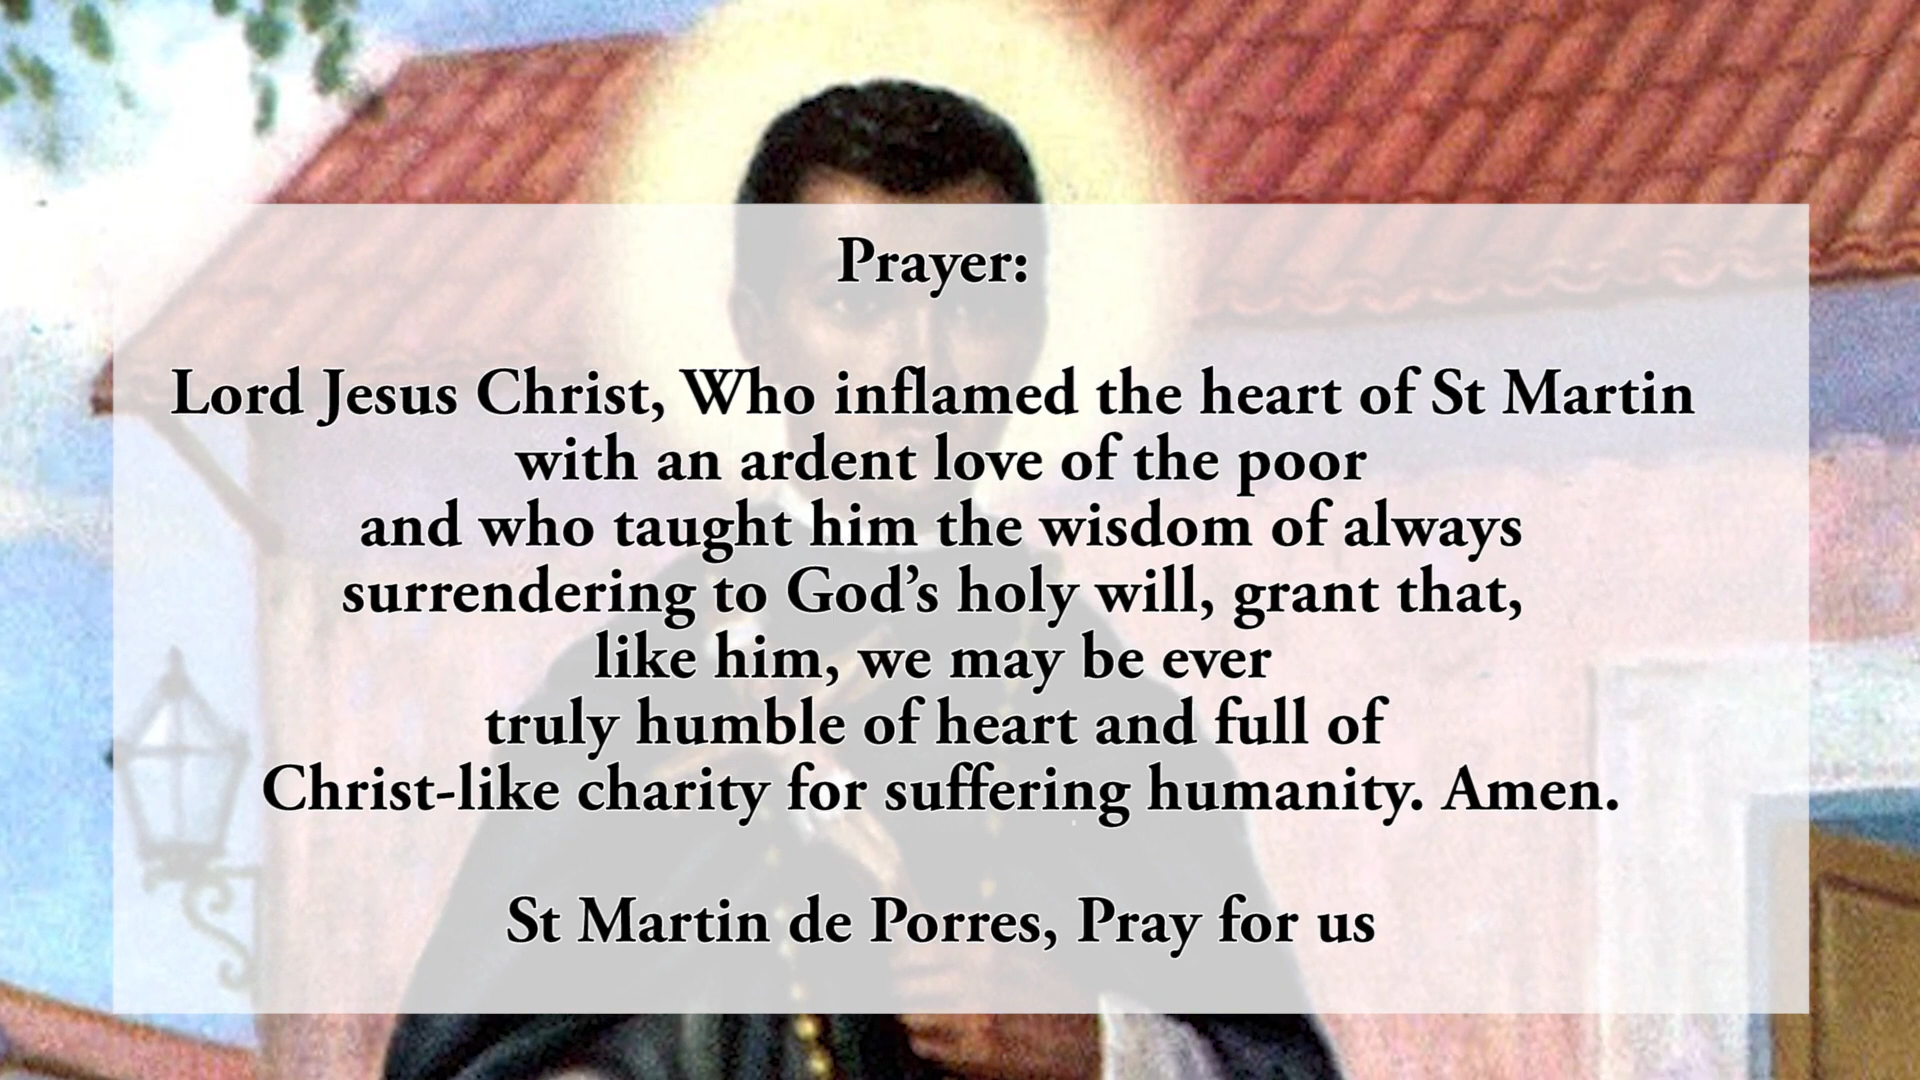 Prayer:
Lord Jesus Christ, Who inflamed the heart of St Martin
with an ardent love of the poor
and who taught him the wisdom of always
surrendering to God’s holy will, grant that,
like him, we may be ever
truly humble of heart and full of
Christ-like charity for suffering humanity. Amen.
St Martin de Porres, Pray for us